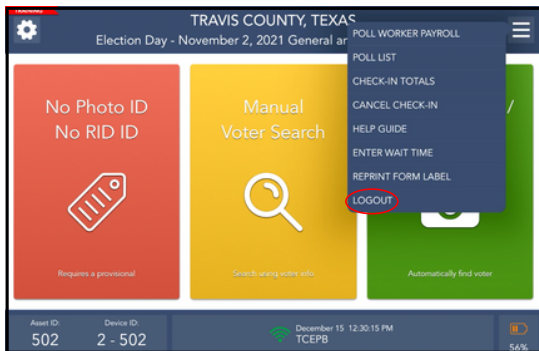 TRAINING
TRAVIS COUNTY, TEXAS
Election Day - November 2, 2021 General an
POLL WORKER PAYROLL
POLL LIST
CHECK-IN TOTALS
CANCEL CHECK-IN
HELP GUIDE
ENTER WAIT TIME
REPRINT FORM LABEL
LOGOUT
No Photo ID
No RID ID
Requires a provisional
Manual
Voter Search
Search using voter info
/
Automatically find voter
Asset ID:
502
Device ID:
2 - 502
December 15 12:30:15 PM
TCEPB
56%